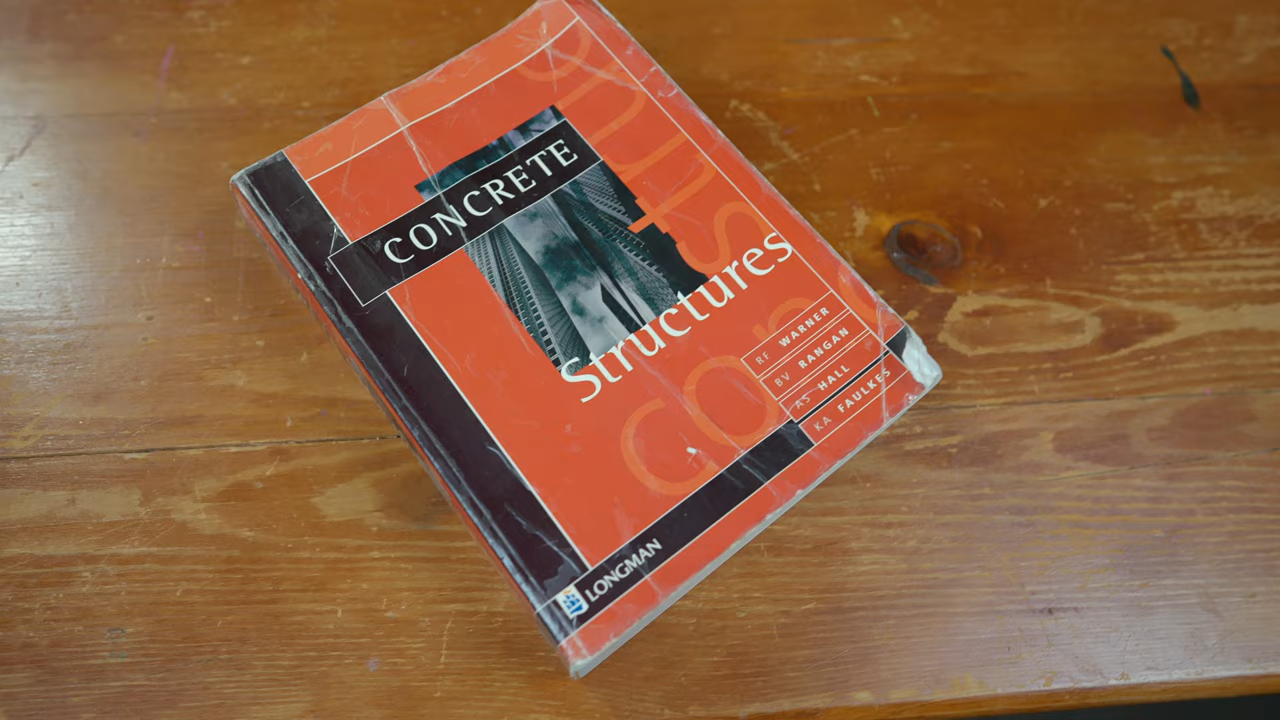 CONCRETE
Structures
RF WARNER
BV RANGAN
AS HALL
KA FAULKES
LONGMAN